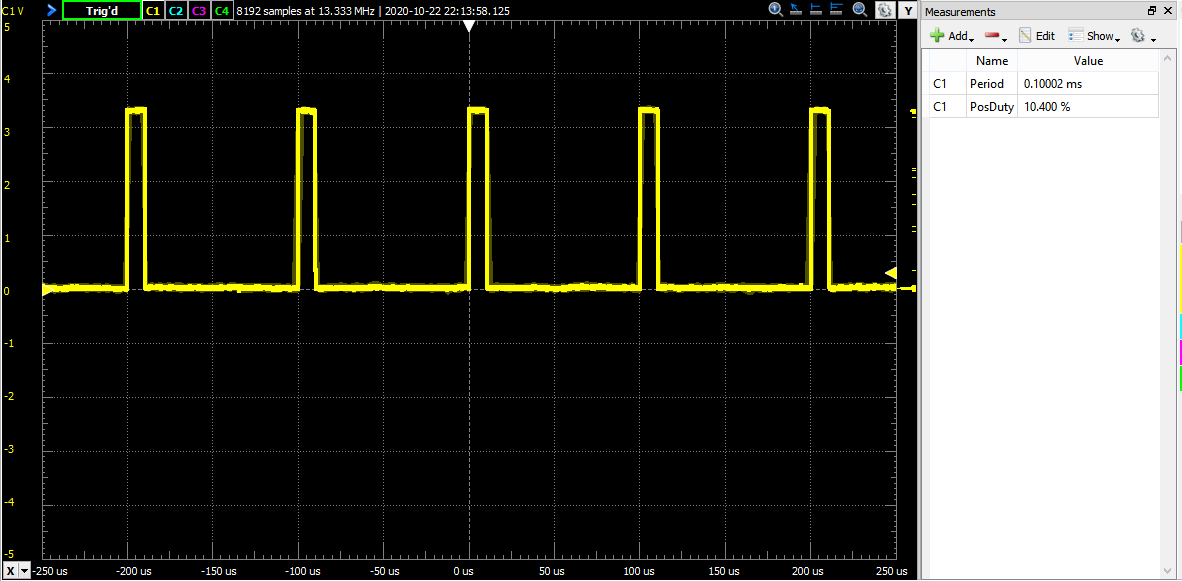 C1 V Trig'd C1 C2 C3 C4 8192 samples at 13.333 MHz | 2020-10-22 22:13:58.125 Y
5
4
3
2
1
0
-1
-2
-3
-4
-5
X -250 us -200 us -150 us -100 us -50 us 0 us 50 us 100 us 150 us 200 us 250 us
Measurements
Add Edit Show
Name Value
C1 Period 0.10002 ms
C1 PosDuty 10.400 %